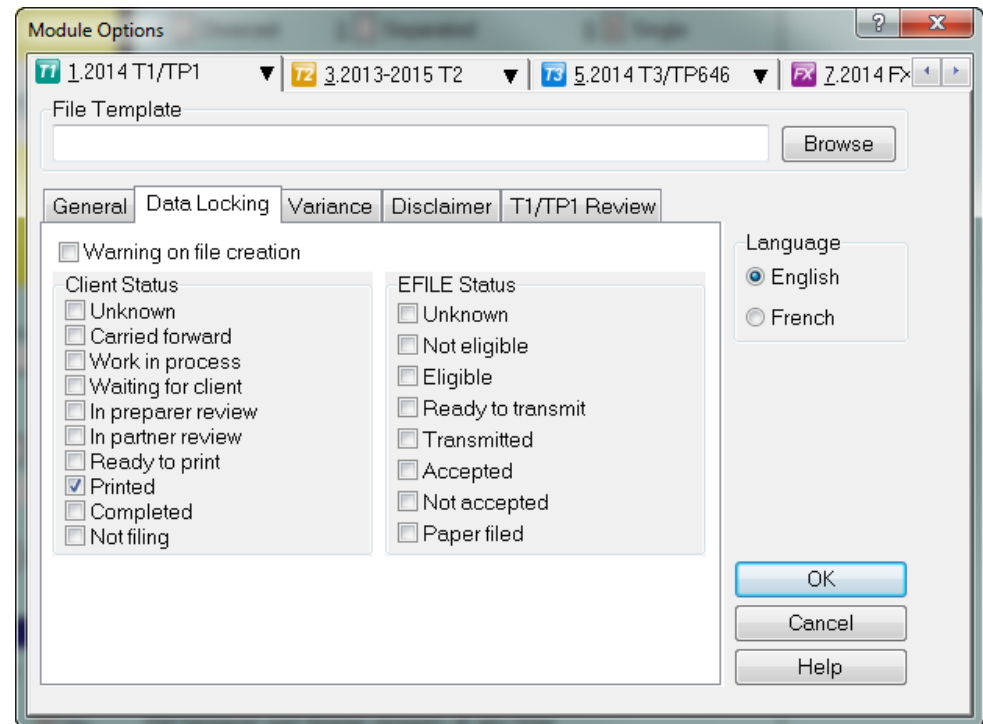 Module Options
T1 1.2014 T1/TP1 T2 3.2013-2015 T2 T3 5.2014 T3/TP646 FX 7.2014
File Template
Browse
General Data Locking Variance Disclaimer T1/TP1 Review
Warning on file creation
Client Status
Unknown
Carried forward
Work in process
Waiting for client
In preparer review
In partner review
Ready to print
Printed
Completed
Not filing
EFILE Status
Unknown
Not eligible
Eligible
Ready to transmit
Transmitted
Accepted
Not accepted
Paper filed
Language
English
French
OK
Cancel
Help